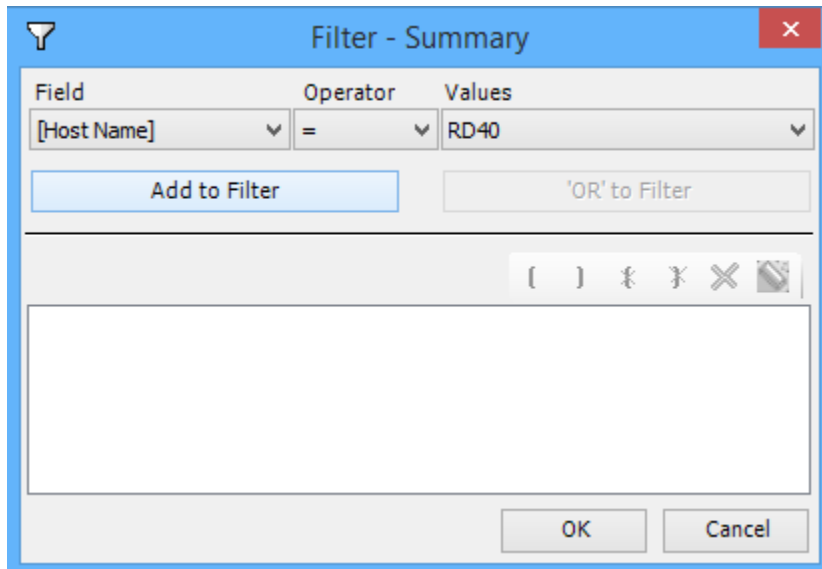 Filter - Summary
Field Operator Values
[Host Name] = RD40
Add to Filter 'OR' to Filter
( )
OK Cancel